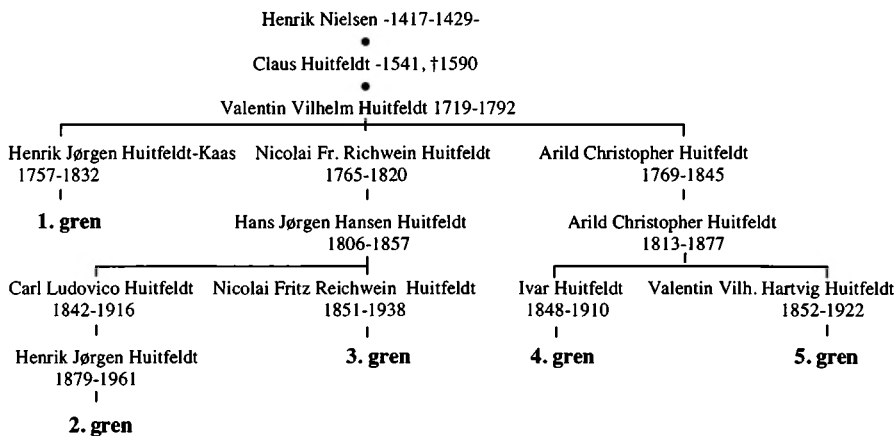 Henrik Nielsen -1417-1429-
Claus Huitfeldt -1541, †1590
Valentin Vilhelm Huitfeldt 1719-1792
Henrik Jørgen Huitfeldt-Kaas
1757-1832
1. gren
Nicolai Fr. Richwein Huitfeldt
1765-1820
Arild Christopher Huitfeldt
1769-1845
Hans Jørgen Hansen Huitfeldt
1806-1857
Arild Christopher Huitfeldt
1813-1877
Carl Ludovico Huitfeldt
1842-1916
Nicolai Fritz Reichwein Huitfeldt
1851-1938
Ivar Huitfeldt
1848-1910
Valentin Vilh. Hartvig Huitfeldt
1852-1922
Henrik Jørgen Huitfeldt
1879-1961
3. gren
4. gren
5. gren
2. gren